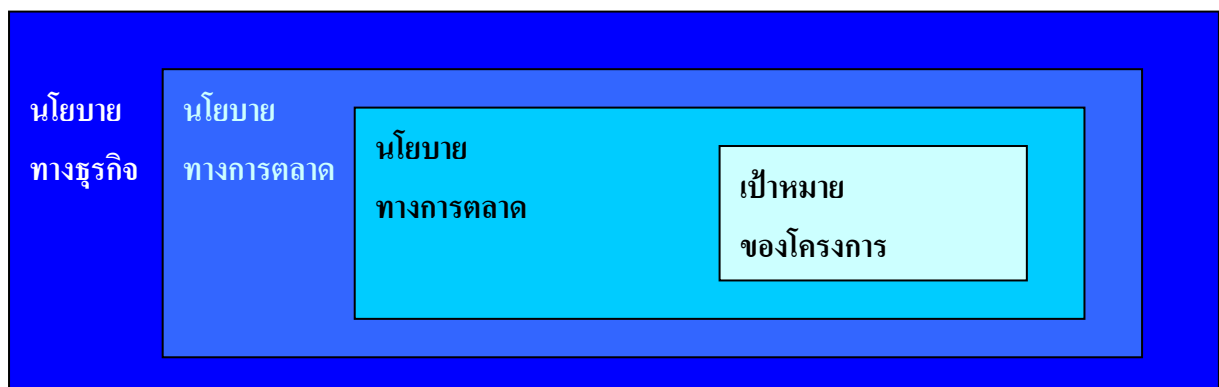 นโยบาย
ทางธุรกิจ
นโยบาย
ทางการตลาด
นโยบาย
ทางการตลาด
เป้าหมาย
ของโครงการ